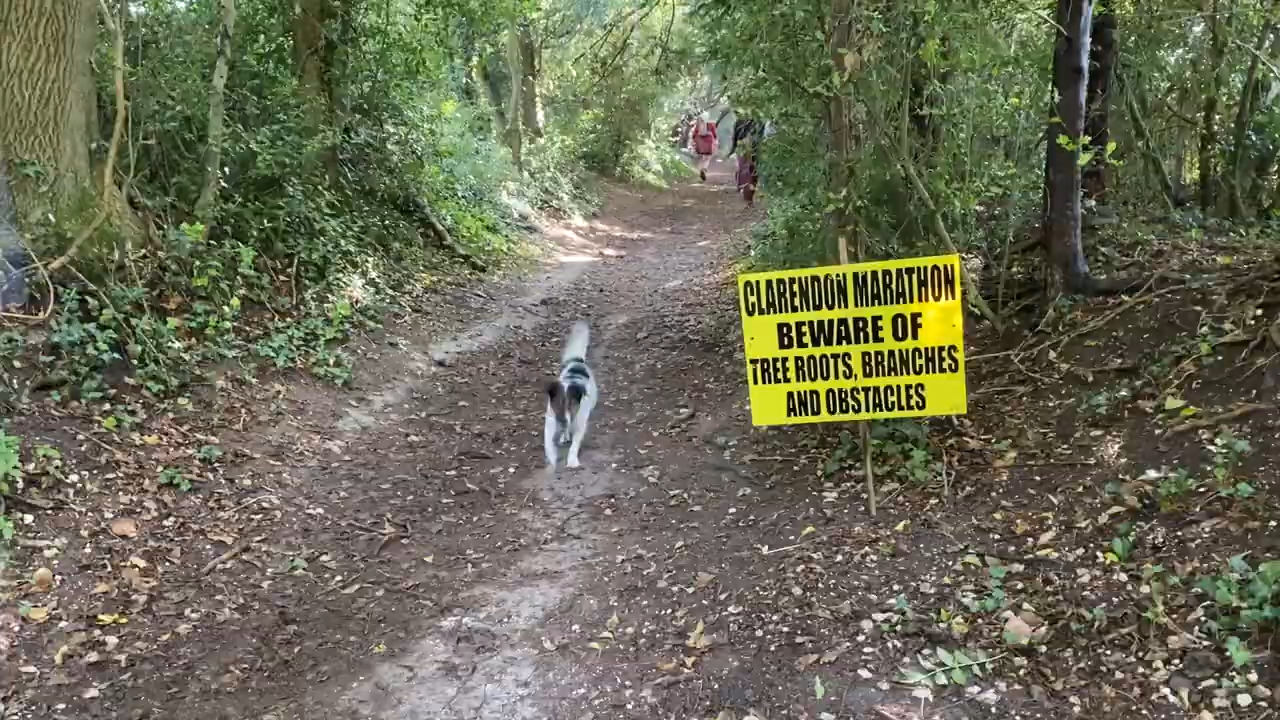 CLARENDON MARATHON
BEWARE OF
TREE ROOTS, BRANCHES
AND OBSTACLES